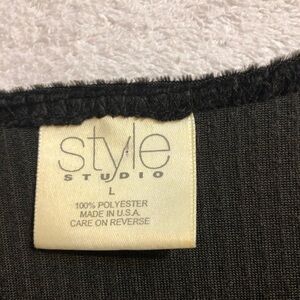 style
STUDIO
L
100% POLYESTER
MADE IN U.S.A.
CARE ON REVERSE